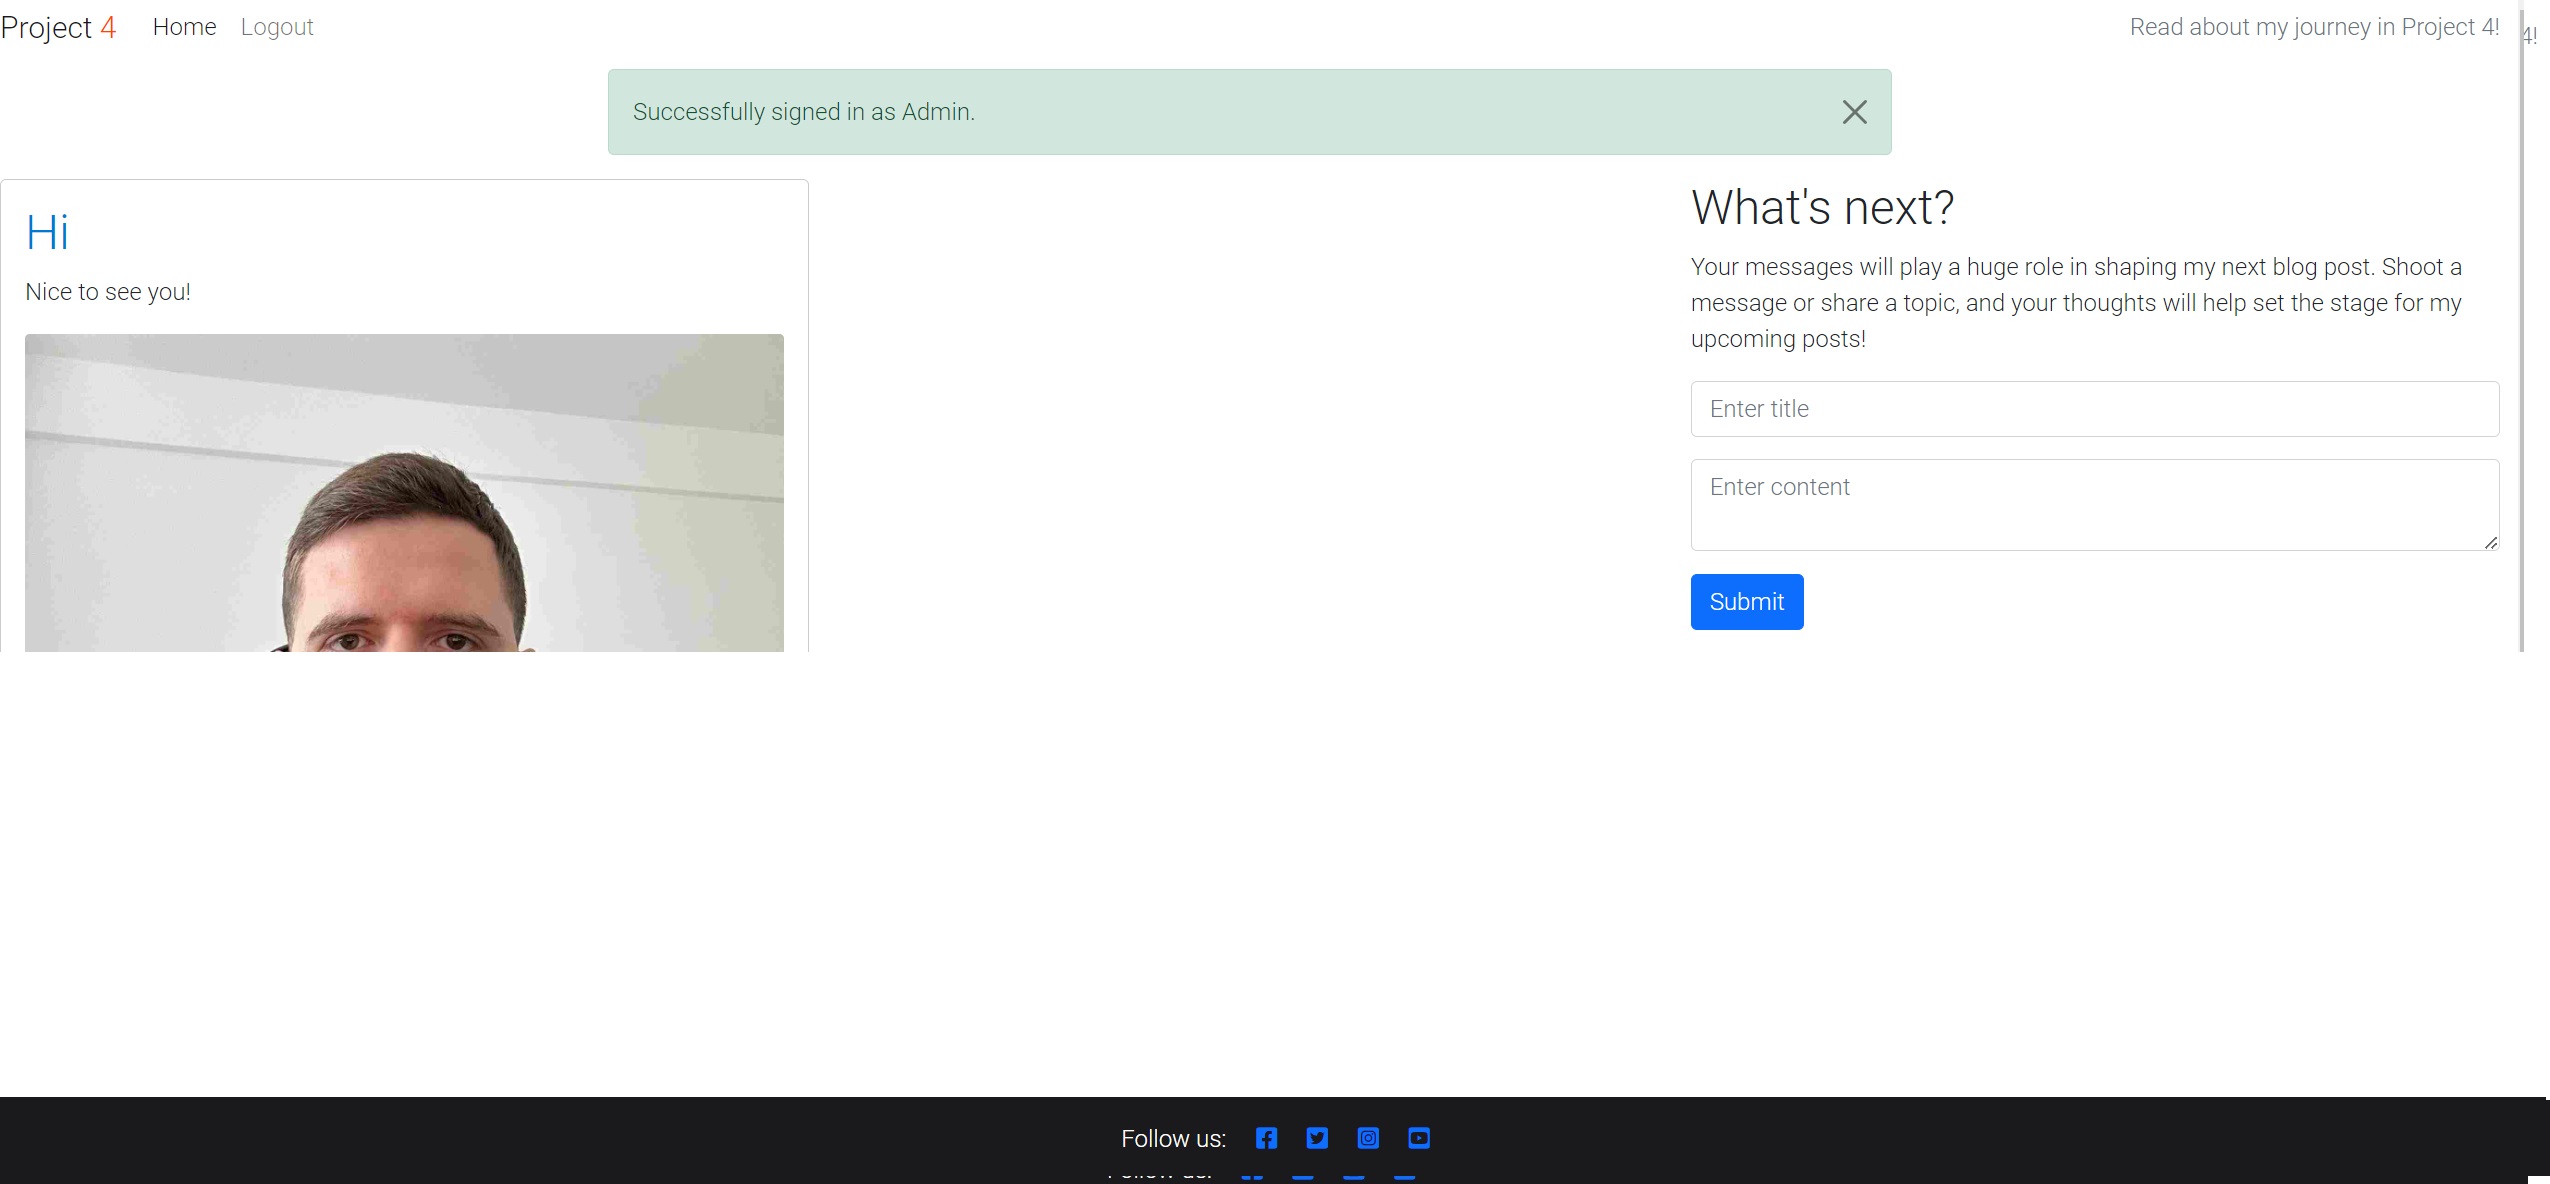 Project 4 Home Logout Read about my journey in Project 4! 4!
Successfully signed in as Admin.
Hi
Nice to see you!
What's next?
Your messages will play a huge role in shaping my next blog post. Shoot a
message or share a topic, and your thoughts will help set the stage for my
upcoming posts!
Enter title
Enter content
Submit
Follow us: